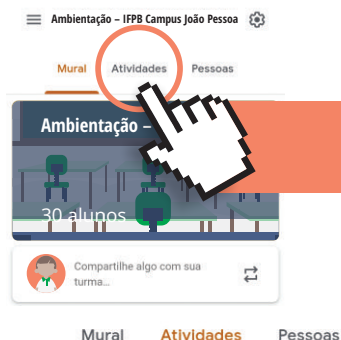 Ambientação – IFPB Campus João Pessoa
Mural Atividades Pessoas
Ambientação –
30 alunos
Compartilhe algo com sua
turma...
Mural Atividades Pessoas